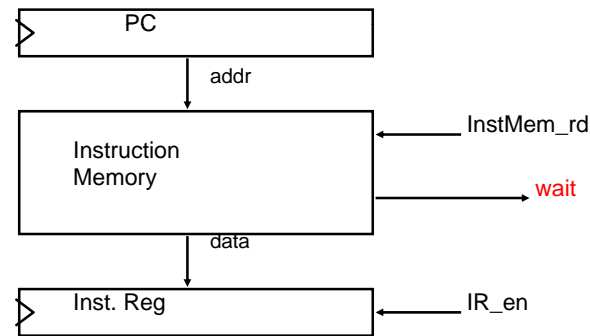 PC
addr
InstMem_rd
Instruction
Memory
wait
data
Inst. Reg
IR_en